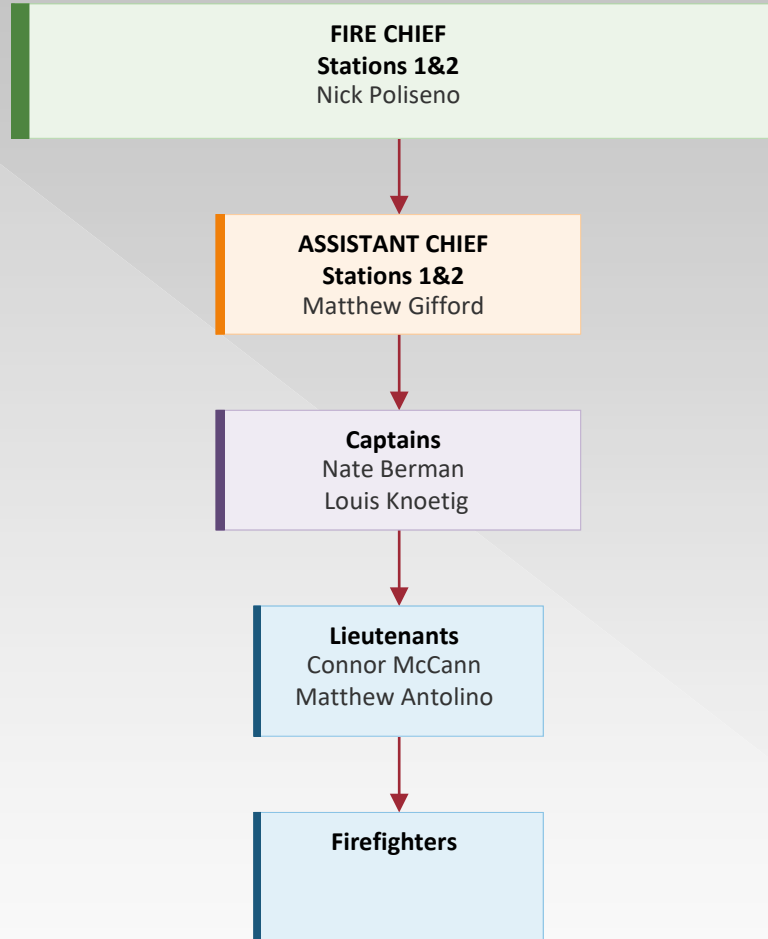 FIRE CHIEF
Stations 1&2
Nick Poliseno
ASSISTANT CHIEF
Stations 1&2
Matthew Gifford
Captains
Nate Berman
Louis Knoetig
Lieutenants
Connor McCann
Matthew Antolino
Firefighters